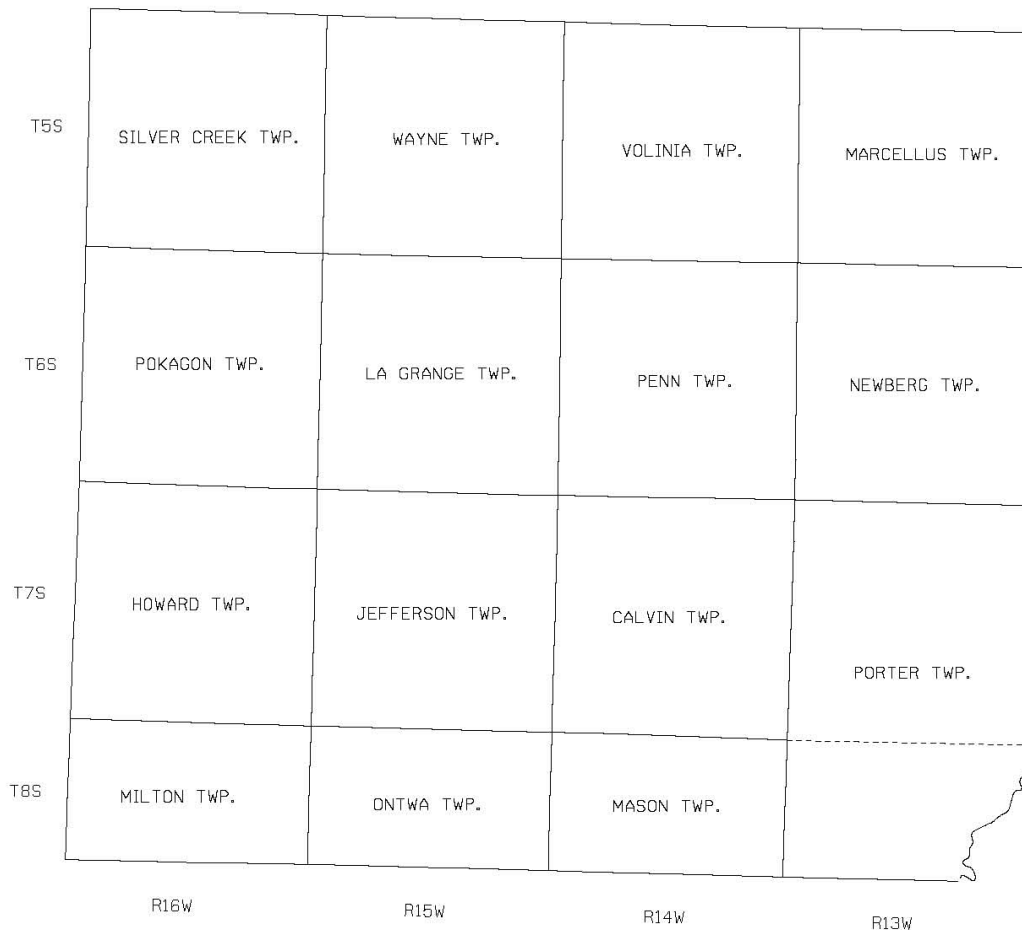 T5S
SILVER CREEK TWP.
WAYNE TWP.
VOLINIA TWP.
MARCELLUS TWP.
T6S
POKAGON TWP.
LA GRANGE TWP.
PENN TWP.
NEWBERG TWP.
T7S
HOWARD TWP.
JEFFERSON TWP.
CALVIN TWP.
PORTER TWP.
T8S
MILTON TWP.
ONTWA TWP.
MASON TWP.
R16W
R15W
R14W
R13W